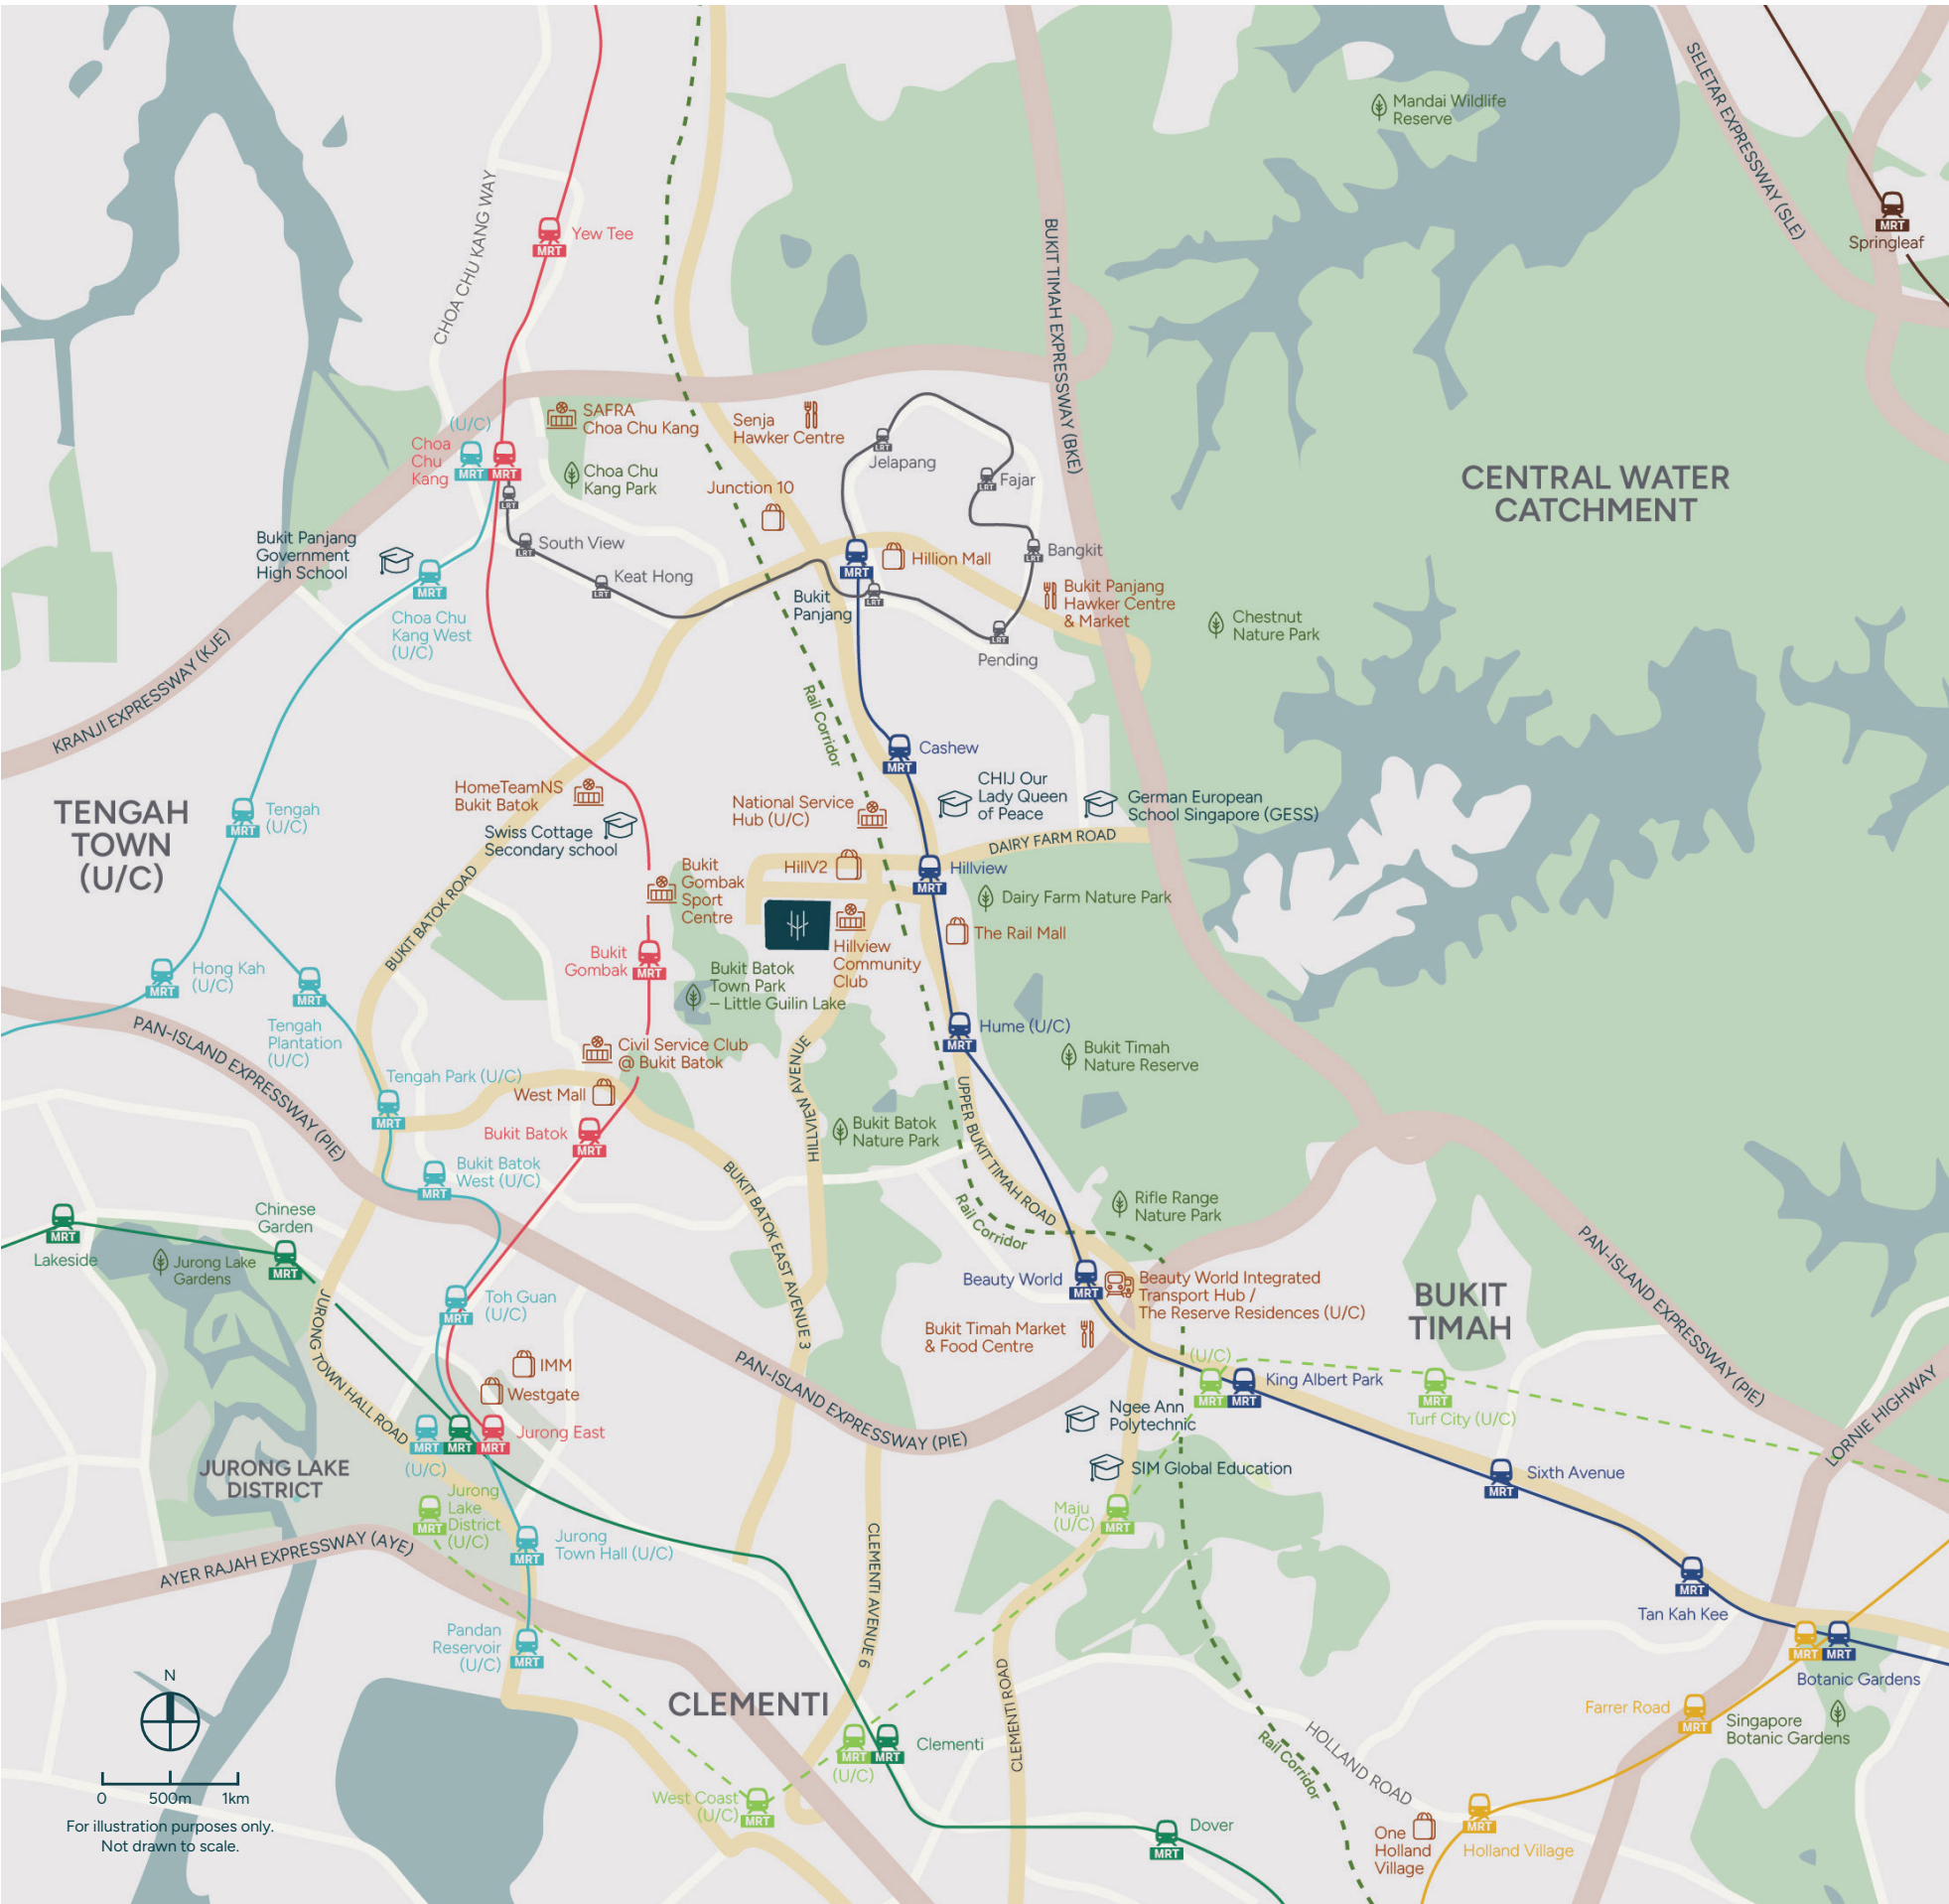 Mandai Wildlife
Reserve
SELETAR EXPRESSWAY (SLE)
MRT
Springleaf
CHOA CHU KANG WAY
MRT
Yew Tee
BUKIT TIMAH EXPRESSWAY (BKE)
SAFRA
Choa Chu Kang
Senja
Hawker Centre
(U/C)
Choa
Chu
Kang
MRT
MRT
LRT
Choa Chu
Kang Park
LRT
Jelapang
LRT
Fajar
Junction 10
CENTRAL WATER
CATCHMENT
Bukit Panjang
Government
High School
LRT
South View
MRT
Hillion Mall
LRT
Bangkit
MRT
Choa Chu
Kang West
(U/C)
LRT
Keat Hong
Bukit
Panjang
LRT
Bukit Panjang
Hawker Centre
& Market
Chestnut
Nature Park
LRT
Pending
KRANJI EXPRESSWAY (KJE)
Rail Corridor
MRT
Cashew
TENGAH
TOWN
(U/C)
MRT
Tengah
(U/C)
HomeTeamNS
Bukit Batok
Swiss Cottage
Secondary school
National Service
Hub (U/C)
CHIJ Our
Lady Queen
of Peace
German European
School Singapore (GESS)
DAIRY FARM ROAD
HillV2
MRT
Hillview
Bukit
Gombak
Sport
Centre
Dairy Farm Nature Park
BUKIT BATOK ROAD
The Rail Mall
Hillview
Community
Club
Bukit
Gombak
MRT
Bukit Batok
Town Park
– Little Guilin Lake
MRT
Hong Kah
(U/C)
MRT
Tengah
Plantation
(U/C)
PAN-ISLAND EXPRESSWAY (PIE)
MRT
Hume (U/C)
Civil Service Club
@ Bukit Batok
Bukit Timah
Nature Reserve
HILLVIEW AVENUE
Tengah Park (U/C)
MRT
West Mall
UPPER BUKIT TIMAH ROAD
Bukit Batok
MRT
Bukit Batok
Nature Park
MRT
Bukit Batok
West (U/C)
BUKIT BATOK EAST AVENUE 3
Rifle Range
Nature Park
Rail Corridor
MRT
Lakeside
Chinese
Garden
MRT
Jurong Lake
Gardens
Beauty World
MRT
Beauty World Integrated
Transport Hub /
The Reserve Residences (U/C)
BUKIT
TIMAH
PAN-ISLAND EXPRESSWAY (PIE)
MRT
Toh Guan
(U/C)
Bukit Timah Market
& Food Centre
JURONG TOWN HALL ROAD
IMM
Westgate
PAN-ISLAND EXPRESSWAY (PIE)
(U/C)
MRT
MRT
King Albert Park
MRT
Turf City (U/C)
LORNIE HIGHWAY
Ngee Ann
Polytechnic
MRT
MRT
MRT
Jurong East
(U/C)
SIM Global Education
MRT
Sixth Avenue
JURONG LAKE
DISTRICT
MRT
Jurong
Lake
District
(U/C)
Maju
(U/C)
MRT
MRT
Jurong
Town Hall (U/C)
AYER RAJAH EXPRESSWAY (AYE)
CLEMENTI AVENUE 6
MRT
Tan Kah Kee
Pandan
Reservoir
(U/C)
MRT
MRT
MRT
Botanic Gardens
N
CLEMENTI
CLEMENTI ROAD
Farrer Road
MRT
Singapore
Botanic Gardens
HOLLAND ROAD
Rail Corridor
MRT
MRT
Clementi
(U/C)
0
500m
1km
West Coast
(U/C)
MRT
For illustration purposes only.
Not drawn to scale.
MRT
Dover
One
Holland
Village
MRT
Holland Village